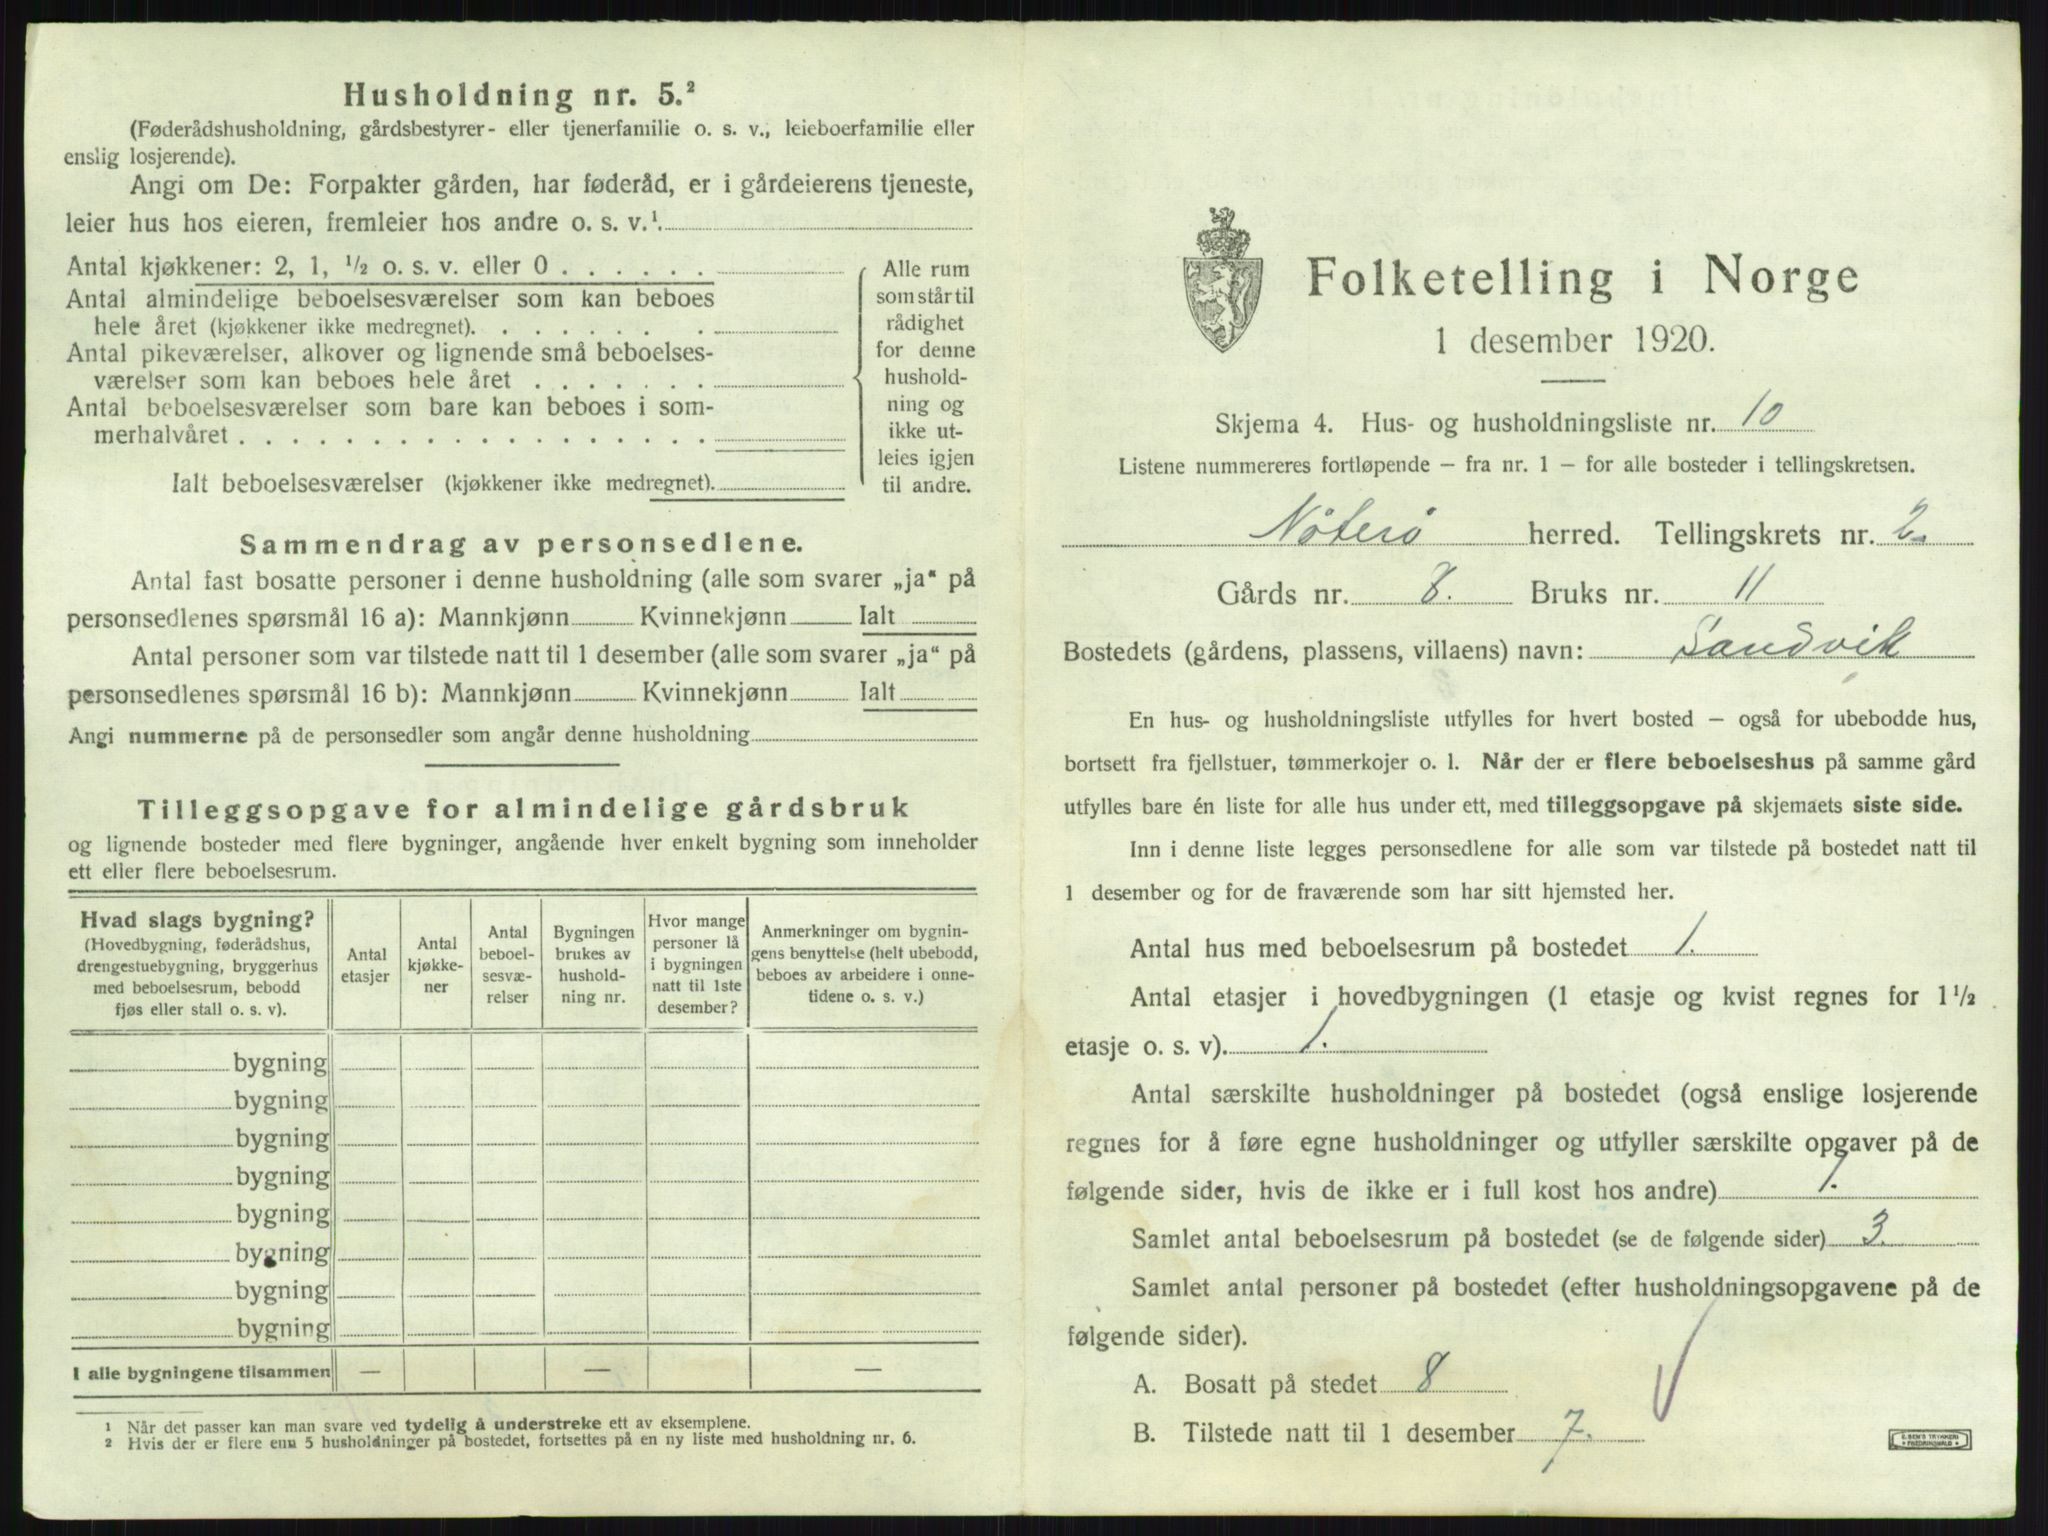 Husholdning nr. 5.²
(Føderådshusholdning, gårdsbestyrer- eller tjenerfamilie o. s. v., leieboerfamilie eller
enslig losjerende).
Angi om De: Forpakter gården, har føderåd, er i gårdeierens tjeneste,
leier hus hos eieren, fremleier hos andre o. s. v.¹.
Antal kjøkkener: 2, 1, ½ o. s. v. eller 0 . . . . . .
Antal almindelige beboelsesværelser som kan beboes
hele året (kjøkkener ikke medregnet). . . . . . . .
Antal pikeværelser, alkover og lignende små beboelses-
værelser som kan beboes hele året . . . . . . .
Antal beboelsesværelser som bare kan beboes i som-
merhalvåret . . . . . . . . . . . . . . . . . .
Ialt beboelsesværelser (kjøkkener ikke medregnet).
Alle rum
som står til
rådighet
for denne
hushold-
ning og
ikke ut-
leies igjen
til andre.
Sammendrag av personsedlene.
Antal fast bosatte personer i denne husholdning (alle som svarer „ja“ på
personsedlenes spørsmål 16 a): Mannkjønn Kvinnekjønn Ialt
Antal personer som var tilstede natt til 1 desember (alle som svarer „ja“ på
personsedlenes spørsmål 16 b): Mannkjønn Kvinnekjønn Ialt
Angi nummerne på de personsedler som angår denne husholdning
Tilleggsopgave for almindelige gårdsbruk
og lignende bosteder med flere bygninger, angående hver enkelt bygning som inneholder
ett eller flere beboelsesrum.
Hvad slags bygning?
(Hovedbygning, føderådshus,
drengestuebygning, bryggerhus
med beboelsesrum, bebodd
fjøs eller stall o. s. v).
Antal
etasjer
Antal
kjøkke-
ner
Antal
beboel-
sesvæ-
relser
Bygningen
brukes av
hushold-
ning nr.
Hvor mange
personer lå
i bygningen
natt til 1ste
desember?
Anmerkninger om bygnin-
gens benyttelse (helt ubebodd,
beboes av arbeidere i onne-
tidene o. s. v.)
bygning
bygning
bygning
bygning
bygning
bygning
bygning
bygning
I alle bygningene tilsammen — — —
¹ Når det passer kan man svare ved tydelig å understreke ett av eksemplene.
² Hvis der er flere enn 5 husholdninger på bostedet, fortsettes på en ny liste med husholdning nr. 6.
Folketelling i Norge
1 desember 1920.
Skjema 4. Hus- og husholdningsliste nr. 10
Listene nummereres fortløpende – fra nr. 1 – for alle bosteder i tellingskretsen.
Nøterø herred. Tellingskrets nr. 2.
Gårds nr. 8. Bruks nr. 11
Bostedets (gårdens, plassens, villaens) navn: Sandvik
En hus- og husholdningsliste utfylles for hvert bosted – også for ubebodde hus,
bortsett fra fjellstuer, tømmerkojer o. l. Når der er flere beboelseshus på samme gård
utfylles bare én liste for alle hus under ett, med tilleggsopgave på skjemaets siste side.
Inn i denne liste legges personsedlene for alle som var tilstede på bostedet natt til
1 desember og for de fraværende som har sitt hjemsted her.
Antal hus med beboelsesrum på bostedet 1.
Antal etasjer i hovedbygningen (1 etasje og kvist regnes for 1½
etasje o. s. v). 1.
Antal særskilte husholdninger på bostedet (også enslige losjerende
regnes for å føre egne husholdninger og utfyller særskilte opgaver på de
følgende sider, hvis de ikke er i full kost hos andre) 1.
Samlet antal beboelsesrum på bostedet (se de følgende sider) 3.
Samlet antal personer på bostedet (efter husholdningsopgavene på de
følgende sider).
A. Bosatt på stedet 8
B. Tilstede natt til 1 desember 7.